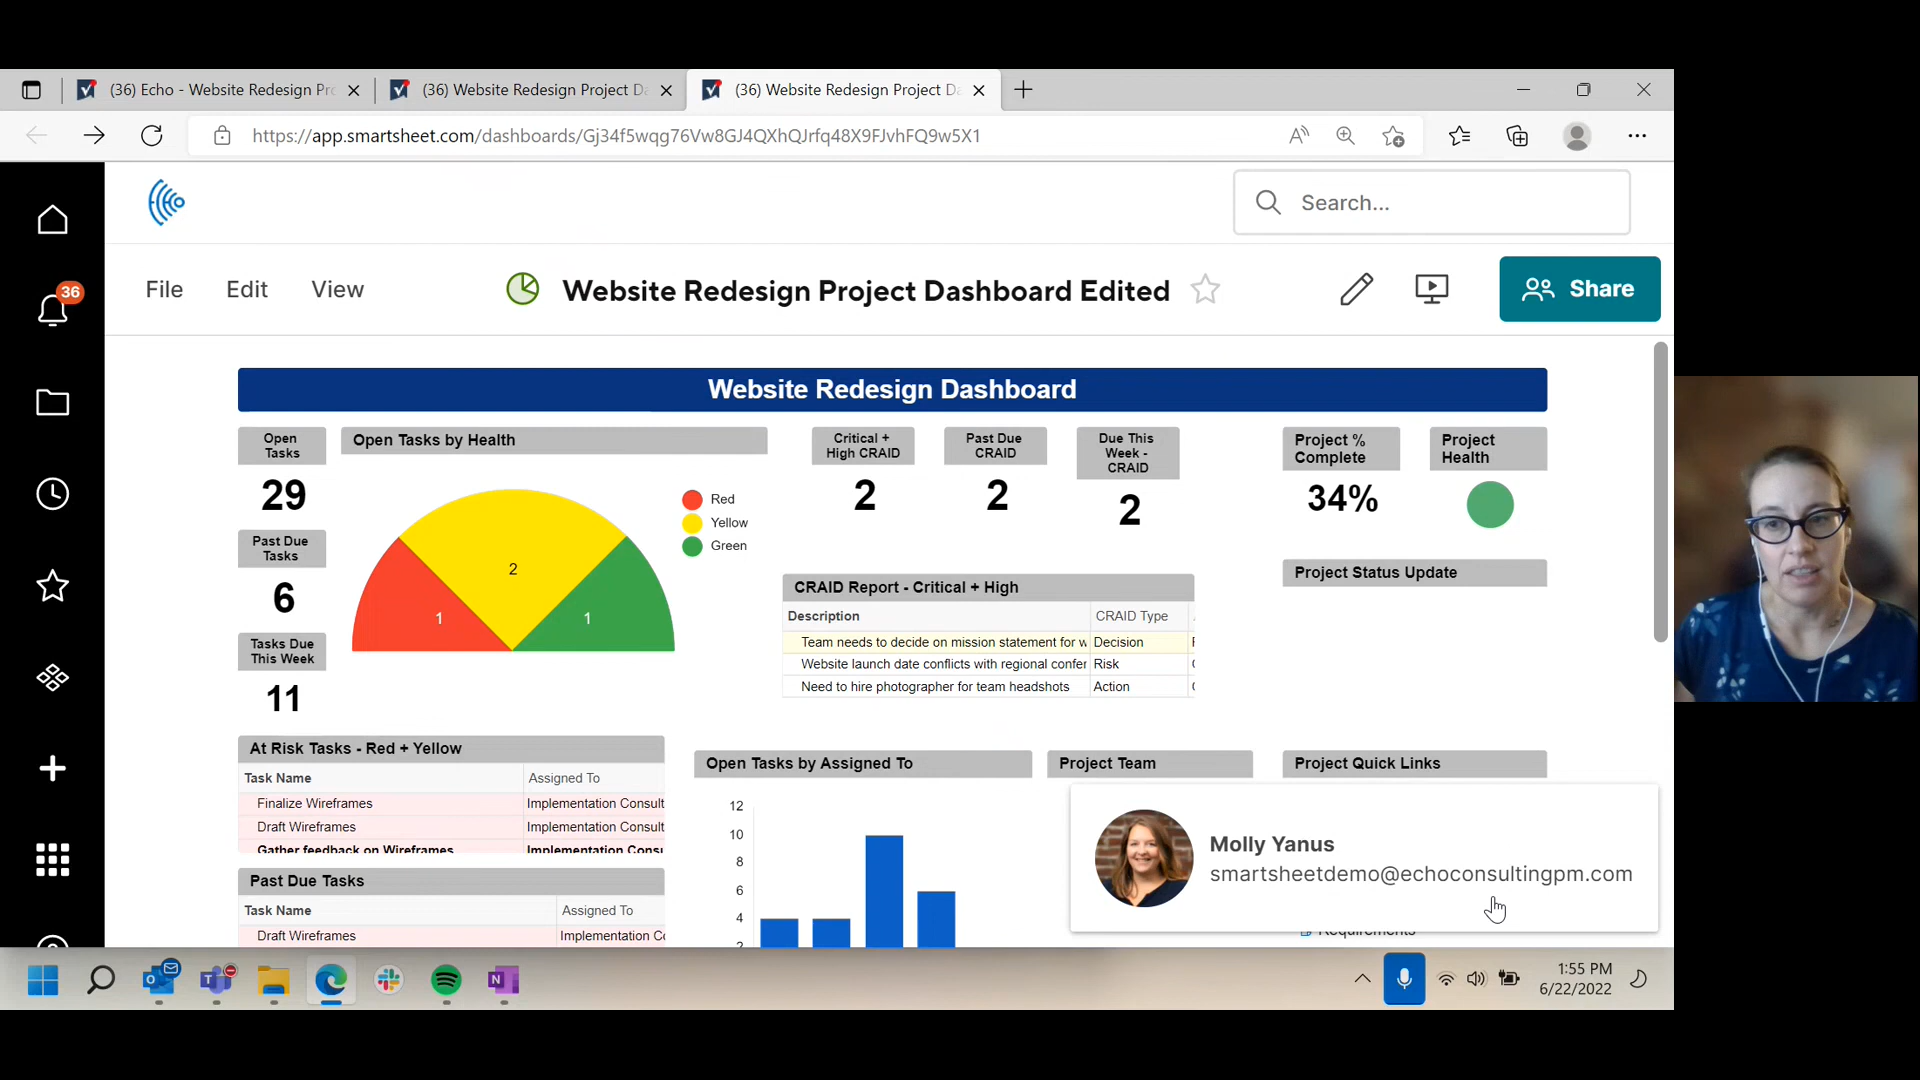 (36) Echo - Website Redesign Pr
(36) Website Redesign Project D
(36) Website Redesign Project D
https://app.smartsheet.com/dashboards/Gj34f5wqg76Vw8GJ4QXhQJrfq48X9FJvhFQ9w5X1
Search...
36
File
Edit
View
Website Redesign Project Dashboard Edited
Share
Website Redesign Dashboard
Open
Tasks
29
Past Due
Tasks
6
Tasks Due
This Week
11
Open Tasks by Health
2
1
1
Red
Yellow
Green
Critical +
High CRAID
2
Past Due
CRAID
2
Due This
Week -
CRAID
2
Project %
Complete
34%
Project
Health
CRAID Report - Critical + High
Description
CRAID Type
Team needs to decide on mission statement for w
Decision
Website launch date conflicts with regional confer
Risk
Need to hire photographer for team headshots
Action
Project Status Update
At Risk Tasks - Red + Yellow
Task Name
Assigned To
Finalize Wireframes
Implementation Consult
Draft Wireframes
Implementation Consult
Gather feedback on Wireframes
Implementation Consu
Past Due Tasks
Task Name
Assigned To
Draft Wireframes
Implementation Co
Open Tasks by Assigned To
12
10
8
6
4
2
Project Team
Project Quick Links
Molly Yanus
smartsheetdemo@echoconsultingpm.com
Requirements
1:55 PM
6/22/2022